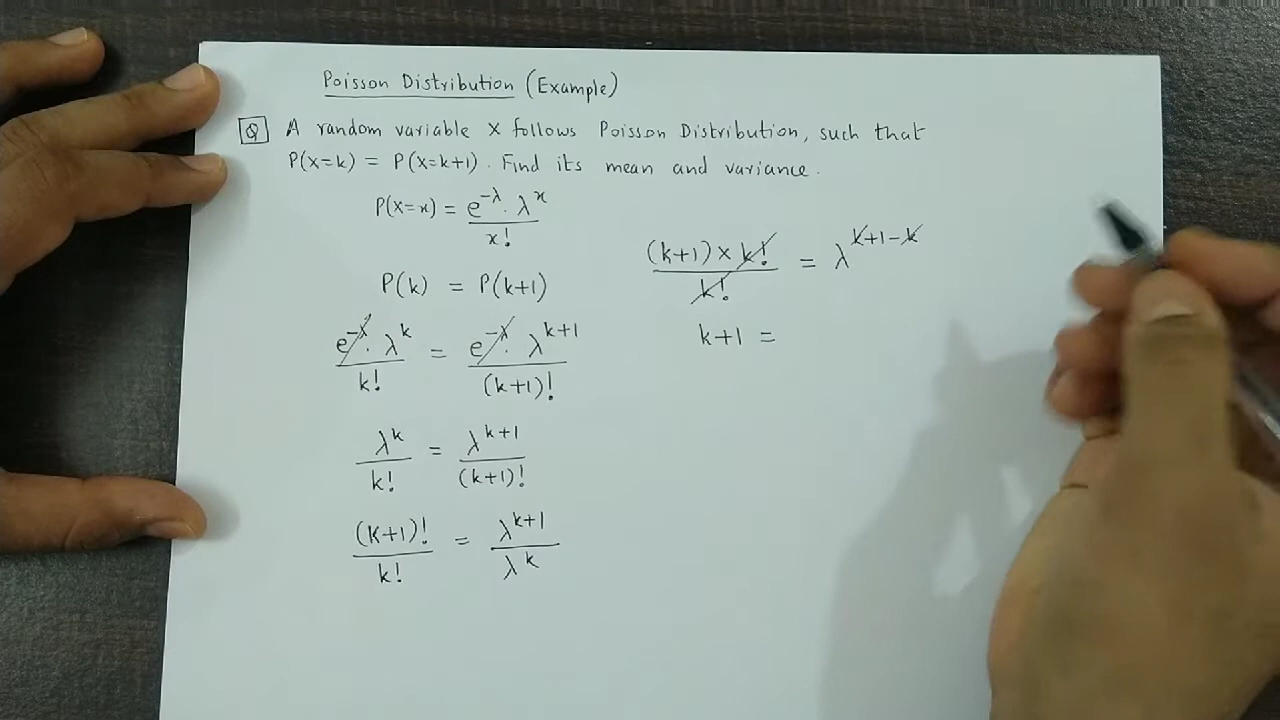 Poisson Distribution (Example)
Q A random variable X follows Poisson Distribution, such that
P(X=k) = P(X=k+1). Find its mean and variance.
P(X=x) = e^{-λ} . λ^x / x!
P(k) = P(k+1)
e^{-λ} . λ^k / k! = e^{-λ} . λ^{k+1} / (k+1)!
λ^k / k! = λ^{k+1} / (k+1)!
(k+1)! / k! = λ^{k+1} / λ^k
(k+1) × k! / k! = λ^{k+1-k}
k+1 =